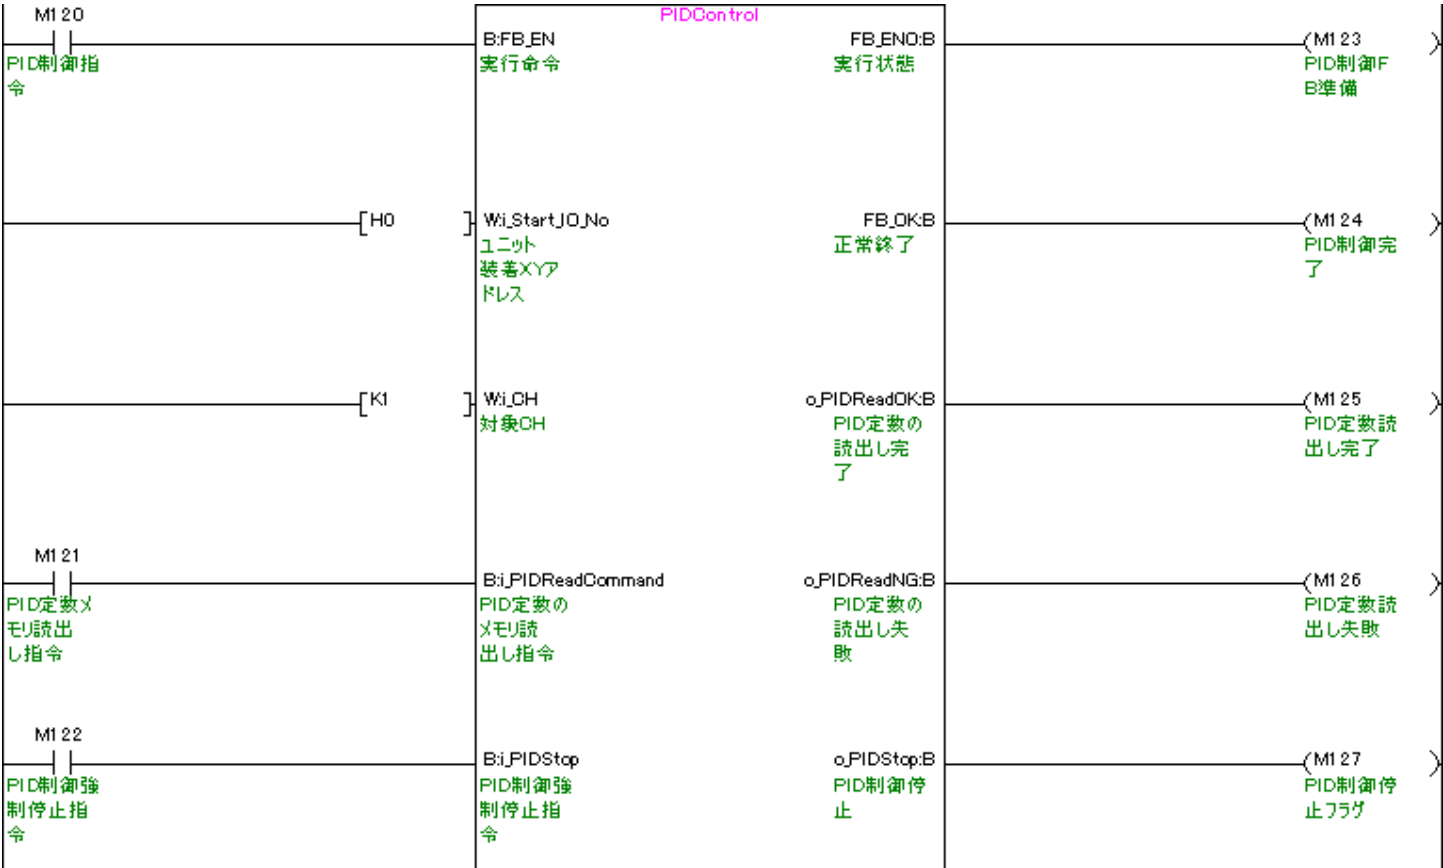 M120
PIDControl
B:FB_EN
FB_ENO:B
(M123 )
PID制御指
令
実行命令
実行状態
PID制御F
B準備
[H0 ]
W:i_Start_IO_No
FB_OK:B
(M124 )
ユニット
装着XYア
ドレス
正常終了
PID制御完
了
[K1 ]
W:i_CH
o_PIDReadOK:B
(M125 )
対象CH
PID定数の
読出し完
了
PID定数読
出し完了
M121
B:i_PIDReadCommand
o_PIDReadNG:B
(M126 )
PID定数メ
モリ読出
し指令
PID定数の
メモリ読
出し指令
PID定数の
読出し失
敗
PID定数読
出し失敗
M122
B:i_PIDStop
o_PIDStop:B
(M127 )
PID制御強
制停止指
令
PID制御強
制停止指
令
PID制御停
止
PID制御停
止フラグ